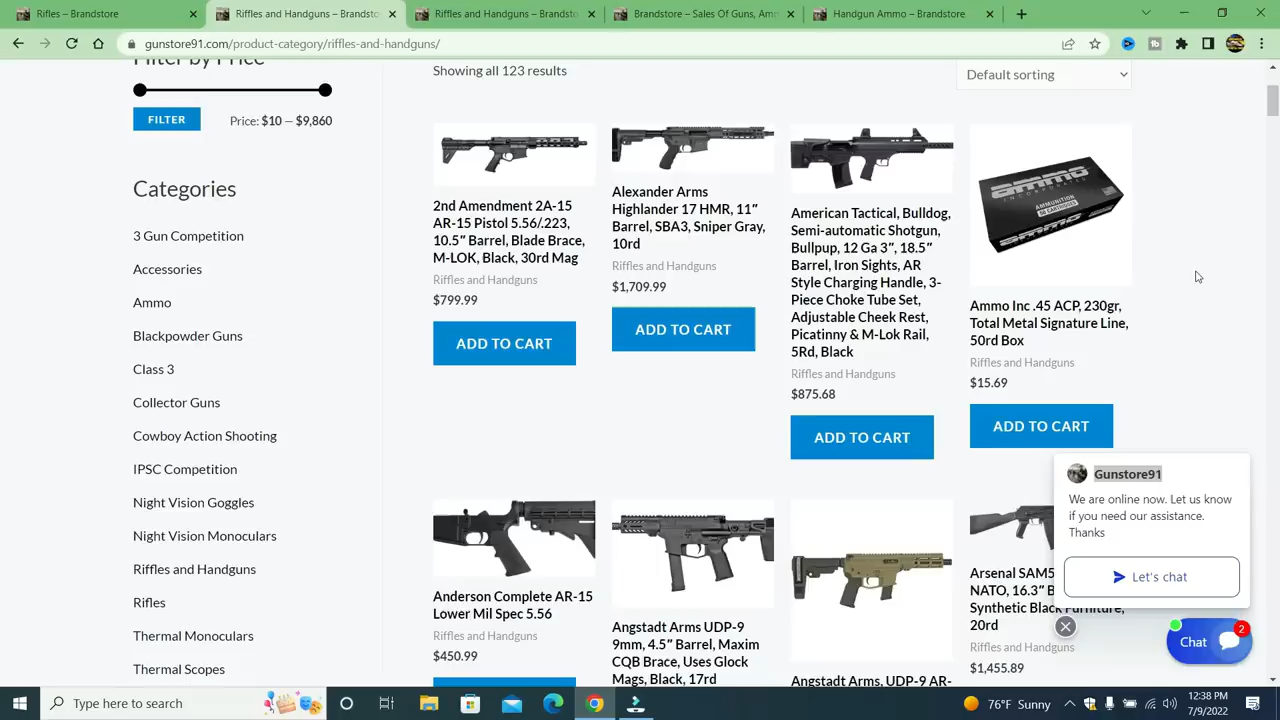 Riffles and Handguns – Brandstore
Riffles and Handguns – Brandsto
Riffles and Handguns – Brandsto
Brandstore – Sales Of Guns, Am
Handgun Ammo – Brandstore
gunstore91.com/product-category/riffles-and-handguns/
Filter by Price
FILTER
Price: $10 — $9,860
Categories
3 Gun Competition
Accessories
Ammo
Blackpowder Guns
Class 3
Collector Guns
Cowboy Action Shooting
IPSC Competition
Night Vision Goggles
Night Vision Monoculars
Riffles and Handguns
Rifles
Thermal Monoculars
Thermal Scopes
Showing all 123 results
Default sorting
2nd Amendment 2A-15
AR-15 Pistol 5.56/.223,
10.5″ Barrel, Blade Brace,
M-LOK, Black, 30rd Mag
Riffles and Handguns
$799.99
ADD TO CART
Alexander Arms
Highlander 17 HMR, 11″
Barrel, SBA3, Sniper Gray,
10rd
Riffles and Handguns
$1,709.99
ADD TO CART
American Tactical, Bulldog,
Semi-automatic Shotgun,
Bullpup, 12 Ga 3″, 18.5″
Barrel, Iron Sights, AR
Style Charging Handle, 3-
Piece Choke Tube Set,
Adjustable Cheek Rest,
Picatinny & M-Lok Rail,
5Rd, Black
Riffles and Handguns
$875.68
ADD TO CART
ammo
INCORPORATED
AMMUNITION
50 CARTRIDGES
ammo
Ammo Inc .45 ACP, 230gr,
Total Metal Signature Line,
50rd Box
Riffles and Handguns
$15.69
ADD TO CART
Anderson Complete AR-15
Lower Mil Spec 5.56
Riffles and Handguns
$450.99
Angstadt Arms UDP-9
9mm, 4.5″ Barrel, Maxim
CQB Brace, Uses Glock
Mags, Black, 17rd
Angstadt Arms, UDP-9 AR-
Arsenal SAM5
NATO, 16.3″ B
Synthetic Black Furniture,
20rd
Riffles and Handguns
$1,455.89
Gunstore91
We are online now. Let us know
if you need our assistance.
Thanks
Let's chat
Chat
2
Type here to search
76°F Sunny
12:38 PM
7/9/2022